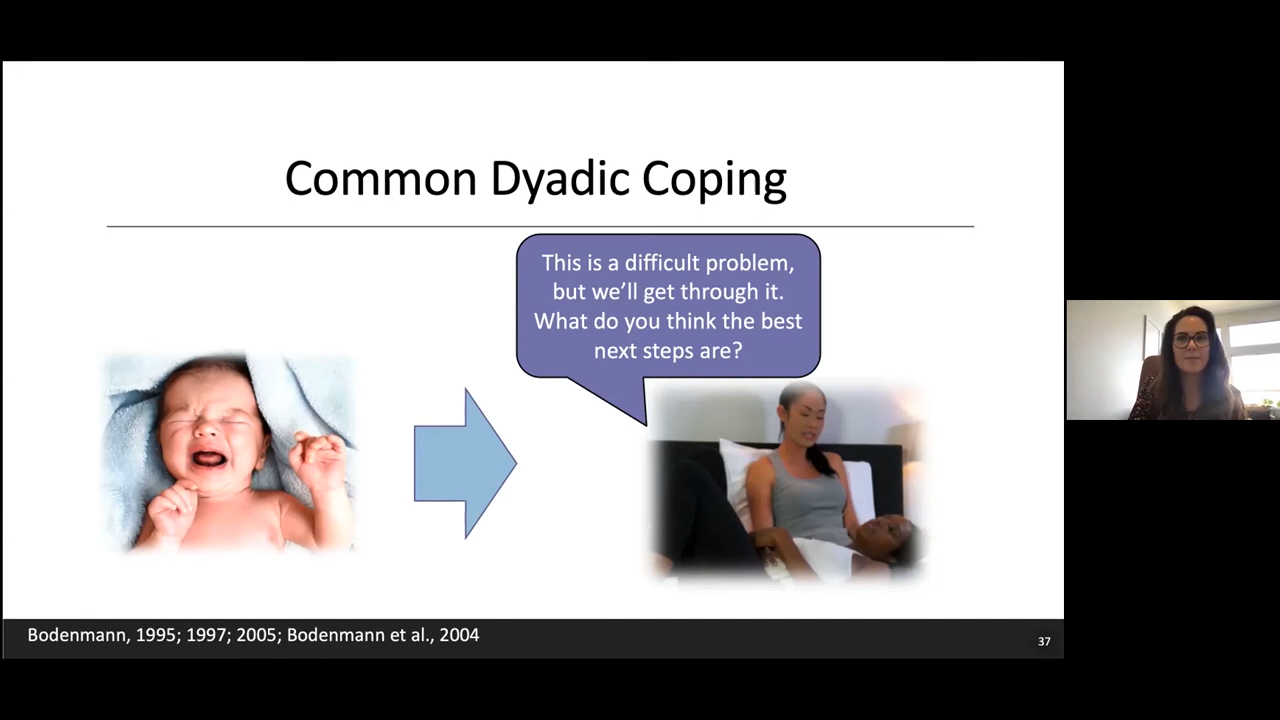 Common Dyadic Coping
This is a difficult problem,
but we’ll get through it.
What do you think the best
next steps are?
Bodenmann, 1995; 1997; 2005; Bodenmann et al., 2004
37